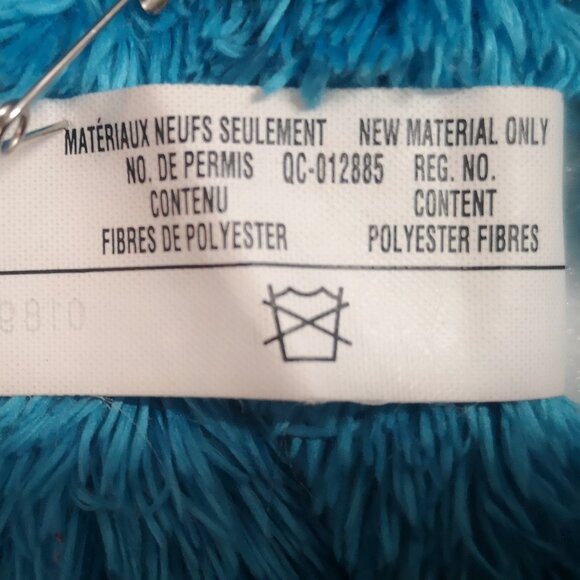 MATÉRIAUX NEUFS SEULEMENT NEW MATERIAL ONLY
NO. DE PERMIS QC-012885 REG. NO.
CONTENU CONTENT
FIBRES DE POLYESTER POLYESTER FIBRES